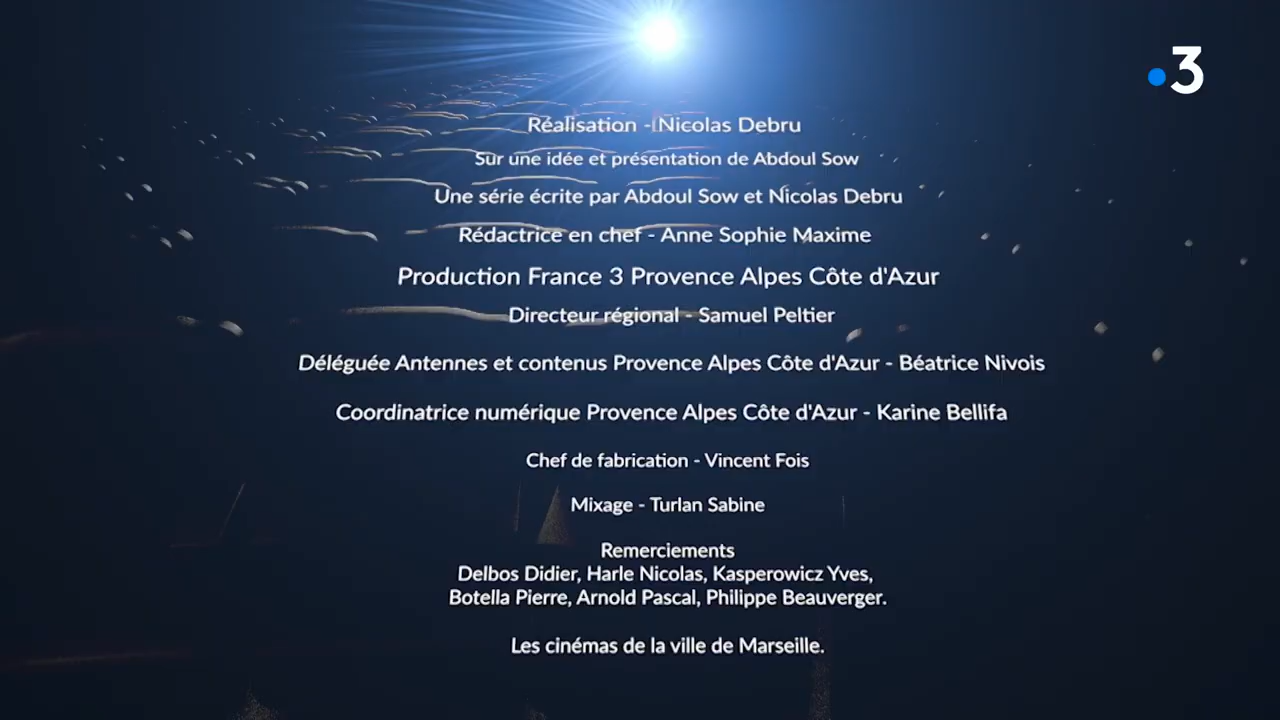 3
Réalisation - Nicolas Debru
Sur une idée et présentation de Abdoul Sow
Une série écrite par Abdoul Sow et Nicolas Debru
Rédactrice en chef - Anne Sophie Maxime
Production France 3 Provence Alpes Côte d'Azur
Directeur régional - Samuel Peltier
Déléguée Antennes et contenus Provence Alpes Côte d'Azur - Béatrice Nivois
Coordinatrice numérique Provence Alpes Côte d'Azur - Karine Bellifa
Chef de fabrication - Vincent Fois
Mixage - Turlan Sabine
Remerciements
Delbos Didier, Harle Nicolas, Kasperowicz Yves,
Botella Pierre, Arnold Pascal, Philippe Beauverger.
Les cinémas de la ville de Marseille.